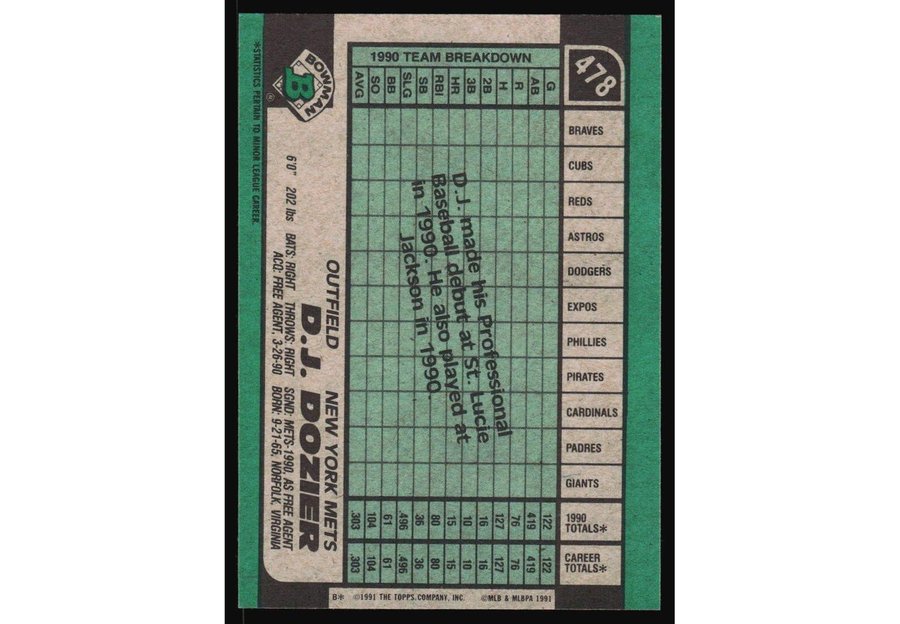 478
BRAVES
CUBS
REDS
ASTROS
DODGERS
EXPOS
PHILLIES
PIRATES
CARDINALS
PADRES
GIANTS
1990 TOTALS*
CAREER TOTALS*
1990 TEAM BREAKDOWN
G AB R H 2B 3B HR RBI SB SLG BB SO AVG
122 419 76 127 16 10 15 80 36 .496 61 104 .303
122 419 76 127 16 10 15 80 36 .496 61 104 .303
D.J. made his Professional
Baseball debut at St. Lucie
in 1990. He also played at
Jackson in 1990.
BOWMAN
B
OUTFIELD NEW YORK METS
D.J. DOZIER
6'0" 202 lbs BATS: RIGHT THROWS: RIGHT SGND: METS-1990, AS FREE AGENT
ACQ: FREE AGENT, 3-26-90 BORN: 9-21-65, NORFOLK, VIRGINIA
*STATISTICS PERTAIN TO MINOR LEAGUE CAREER.
B* ©1991 THE TOPPS COMPANY, INC. ©MLB & MLBPA 1991